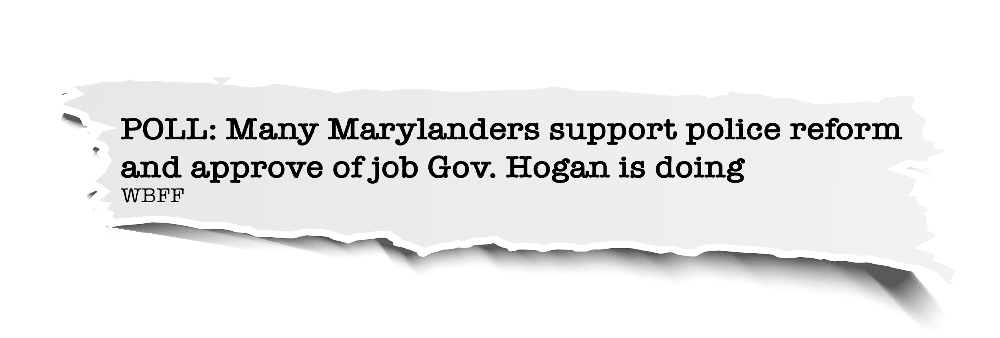 POLL: Many Marylanders support police reform
and approve of job Gov. Hogan is doing
WBFF